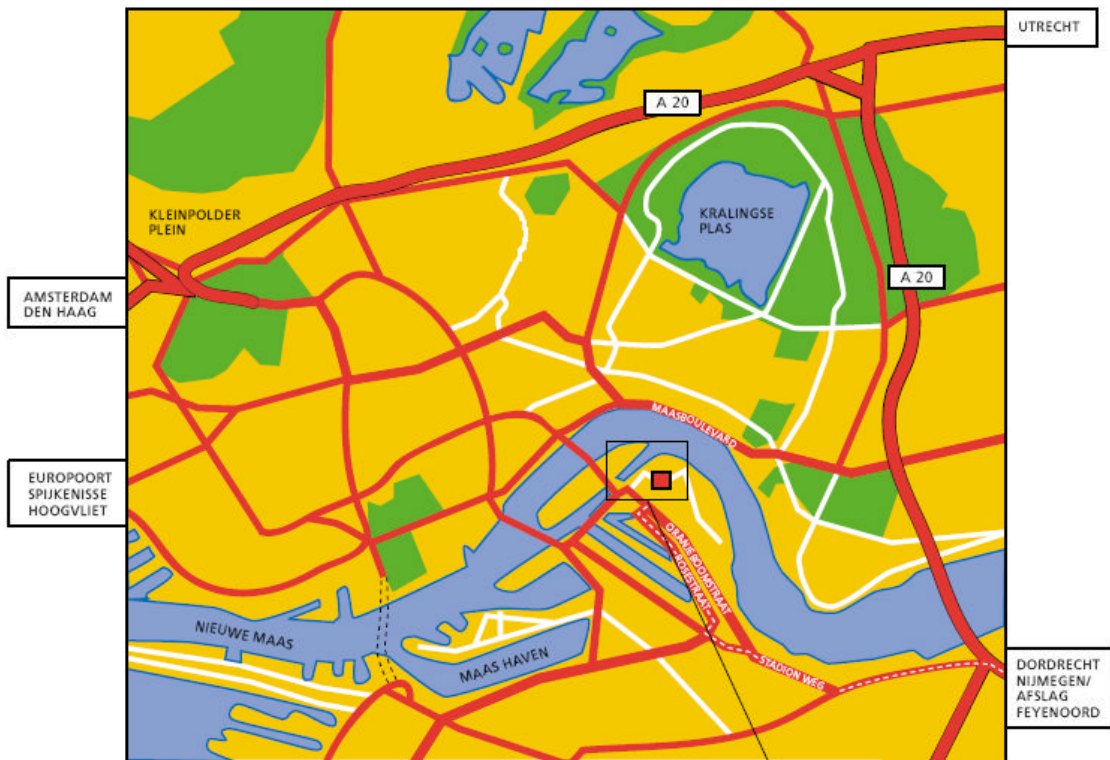 UTRECHT
A 20
KLEINPOLDER
PLEIN
KRALINGSE
PLAS
A 20
AMSTERDAM
DEN HAAG
MAASBOULEVARD
EUROPOORT
SPIJKENISSE
HOOGVLIET
ORANJEBOOMSTRAAT
ROSESTRAAT
NIEUWE MAAS
MAAS HAVEN
STADION WEG
DORDRECHT
NIJMEGEN/
AFSLAG
FEYENOORD